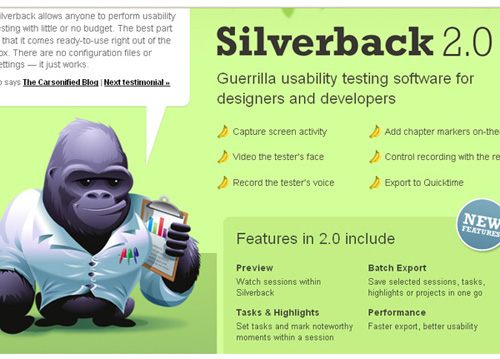 ilverback allows anyone to perform usability
esting with little or no budget. The best part
that it comes ready-to-use right out of the
ox. There are no configuration files or
ettings — it just works.
o says The Carsonified Blog | Next testimonial »
Silverback 2.0
Guerrilla usability testing software for
designers and developers
Capture screen activity
Video the tester's face
Record the tester's voice
Add chapter markers on-the
Control recording with the re
Export to Quicktime
NEW
FEATURES
Features in 2.0 include
Preview
Watch sessions within
Silverback
Batch Export
Save selected sessions, tasks,
highlights or projects in one go
Tasks & Highlights
Set tasks and mark noteworthy
moments within a session
Performance
Faster export, better usability